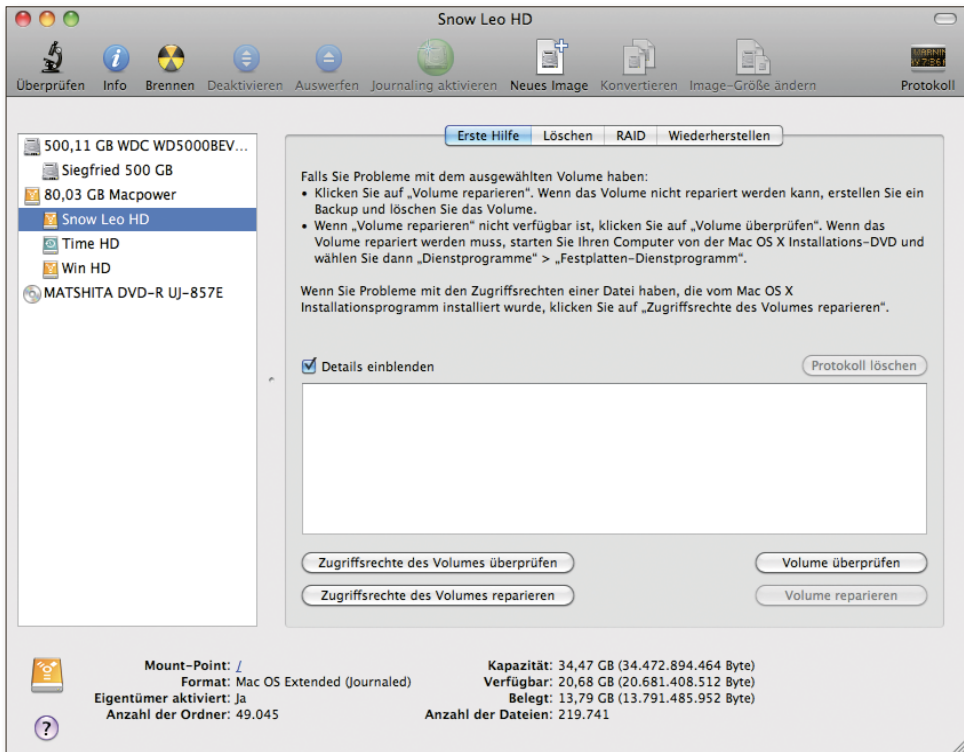 Snow Leo HD
Überprüfen Info Brennen Deaktivieren Auswerfen Journaling aktivieren Neues Image Konvertieren Image-Größe ändern Protokoll
500,11 GB WDC WD5000BEV...
Siegfried 500 GB
80,03 GB Macpower
Snow Leo HD
Time HD
Win HD
MATSHITA DVD-R UJ-857E
Erste Hilfe Löschen RAID Wiederherstellen
Falls Sie Probleme mit dem ausgewählten Volume haben:
• Klicken Sie auf „Volume reparieren“. Wenn das Volume nicht repariert werden kann, erstellen Sie ein
Backup und löschen Sie das Volume.
• Wenn „Volume reparieren“ nicht verfügbar ist, klicken Sie auf „Volume überprüfen“. Wenn das
Volume repariert werden muss, starten Sie Ihren Computer von der Mac OS X Installations-DVD und
wählen Sie dann „Dienstprogramme“ > „Festplatten-Dienstprogramm“.
Wenn Sie Probleme mit den Zugriffsrechten einer Datei haben, die vom Mac OS X
Installationsprogramm installiert wurde, klicken Sie auf „Zugriffsrechte des Volumes reparieren“.
Details einblenden
Protokoll löschen
Zugriffsrechte des Volumes überprüfen
Volume überprüfen
Zugriffsrechte des Volumes reparieren
Volume reparieren
Mount-Point: /
Format: Mac OS Extended (Journaled)
Eigentümer aktiviert: Ja
Anzahl der Ordner: 49.045
Kapazität: 34,47 GB (34.472.894.464 Byte)
Verfügbar: 20,68 GB (20.681.408.512 Byte)
Belegt: 13,79 GB (13.791.485.952 Byte)
Anzahl der Dateien: 219.741